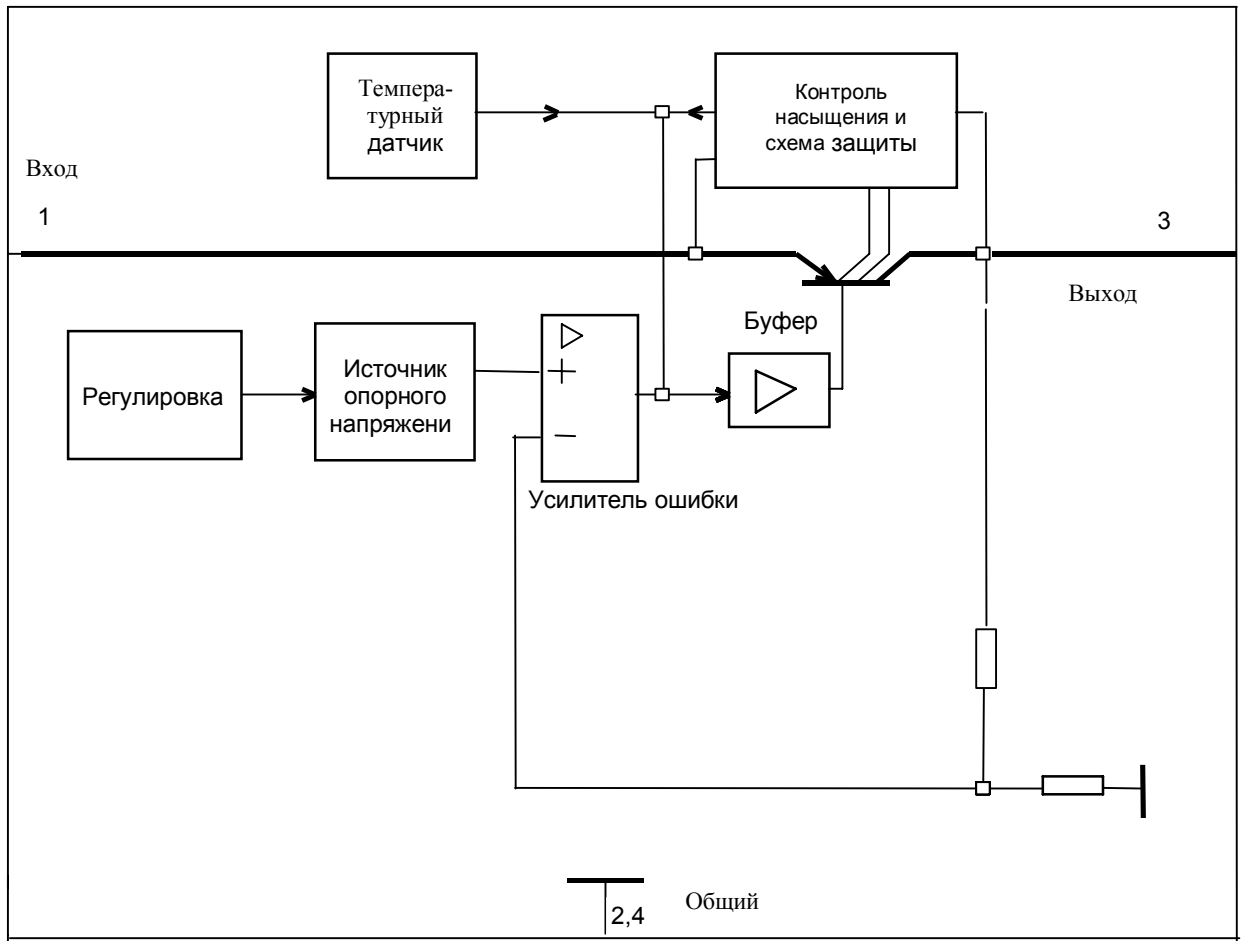 Темпера-
турный
датчик
Контроль
насыщения и
схема защиты
Вход
1
3
Выход
Буфер
Регулировка
Источник
опорного
напряжени
+
−
Усилитель ошибки
2,4
Общий